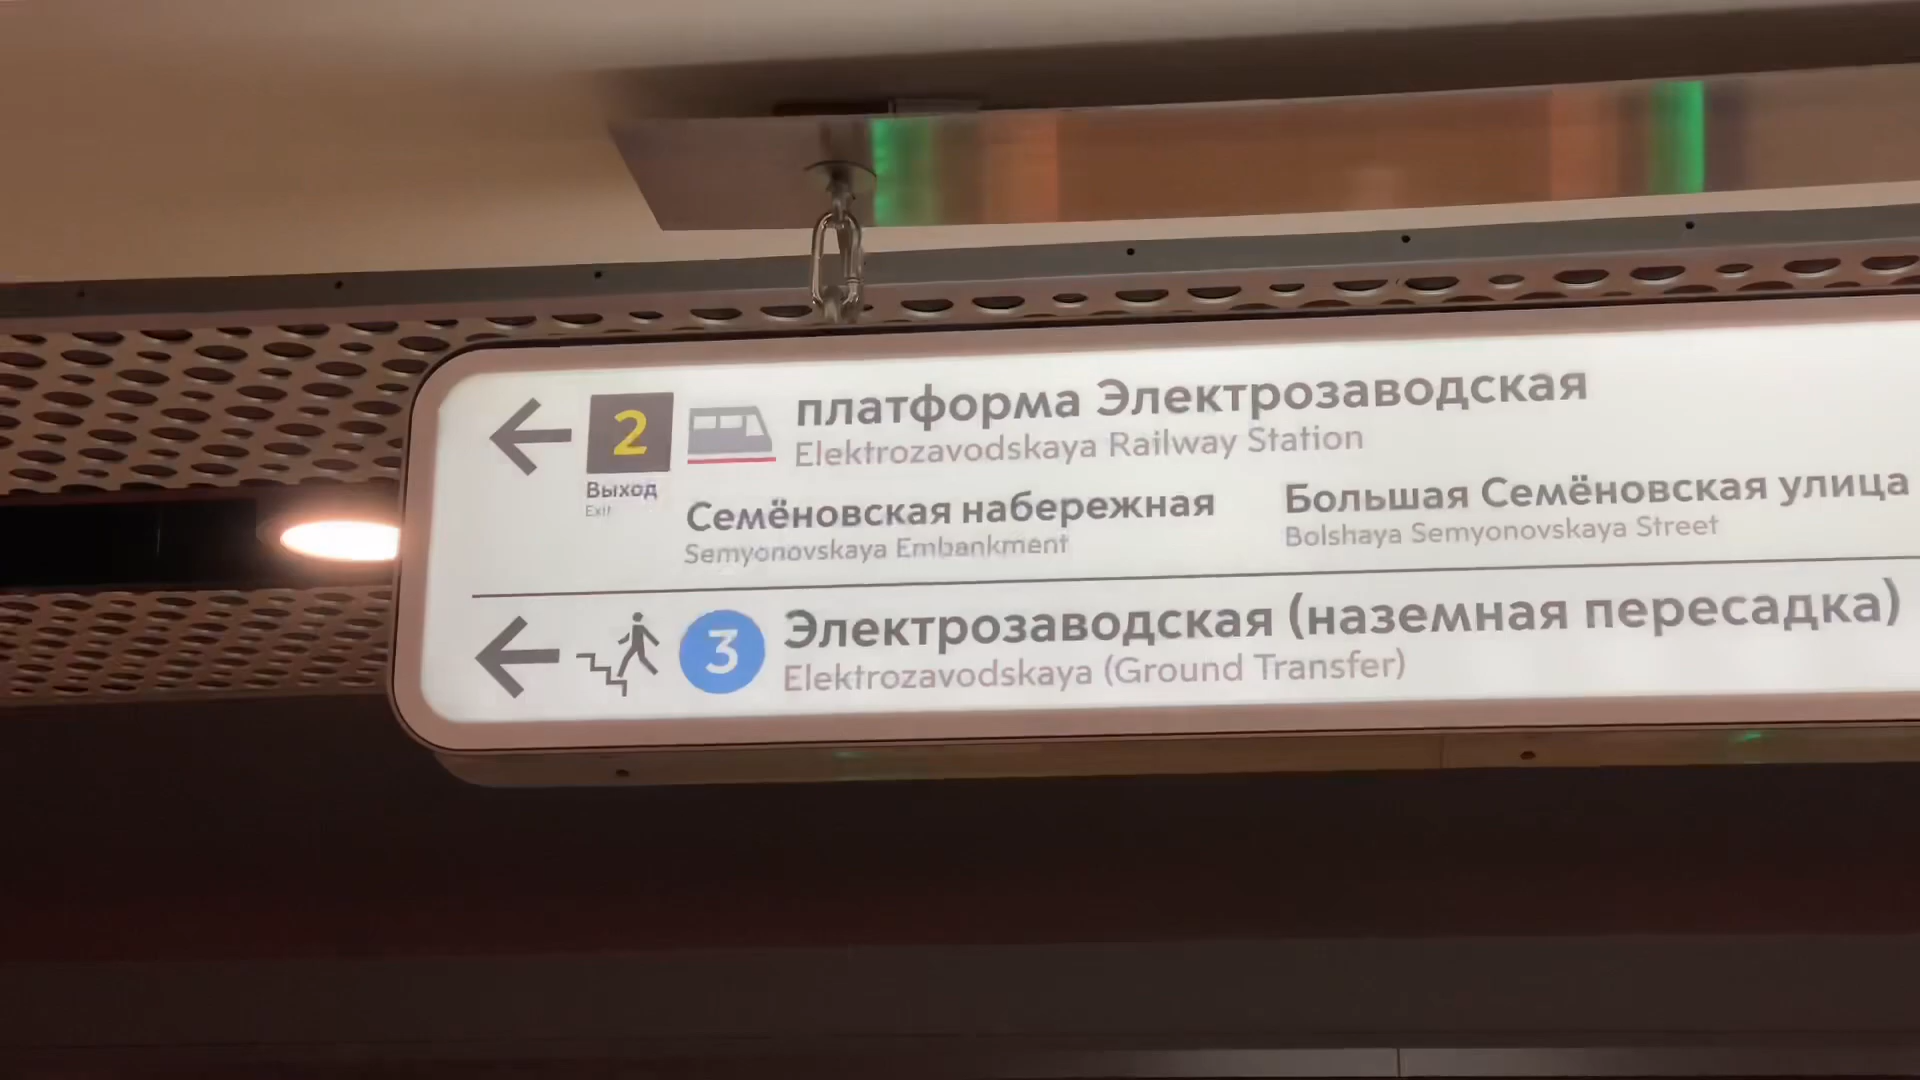 2 платформа Электрозаводская
Elektrozavodskaya Railway Station
Выход
Exit
Семёновская набережная
Semyonovskaya Embankment
Большая Семёновская улица
Bolshaya Semyonovskaya Street
3 Электрозаводская (наземная пересадка)
Elektrozavodskaya (Ground Transfer)